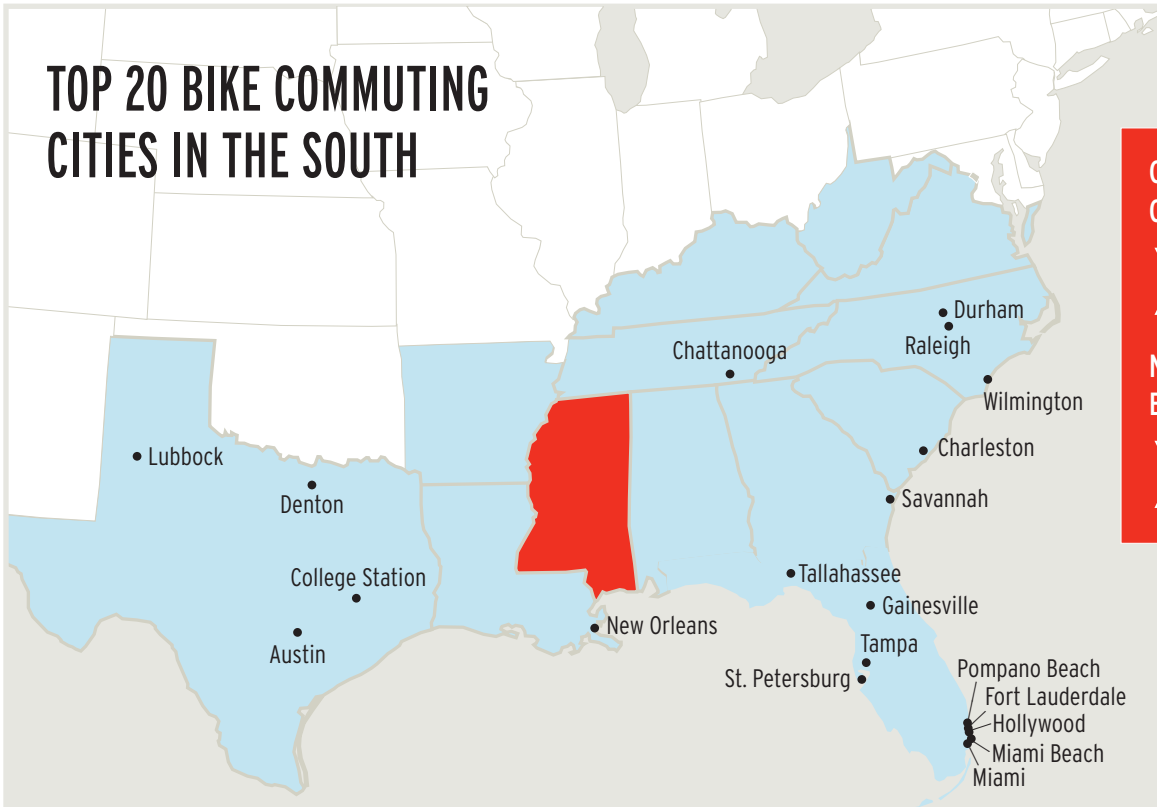 TOP 20 BIKE COMMUTING
CITIES IN THE SOUTH
Durham
Raleigh
Chattanooga
Wilmington
Lubbock
Charleston
Denton
Savannah
College Station
Tallahassee
Gainesville
New Orleans
Austin
Tampa
St. Petersburg
Pompano Beach
Fort Lauderdale
Hollywood
Miami Beach
Miami